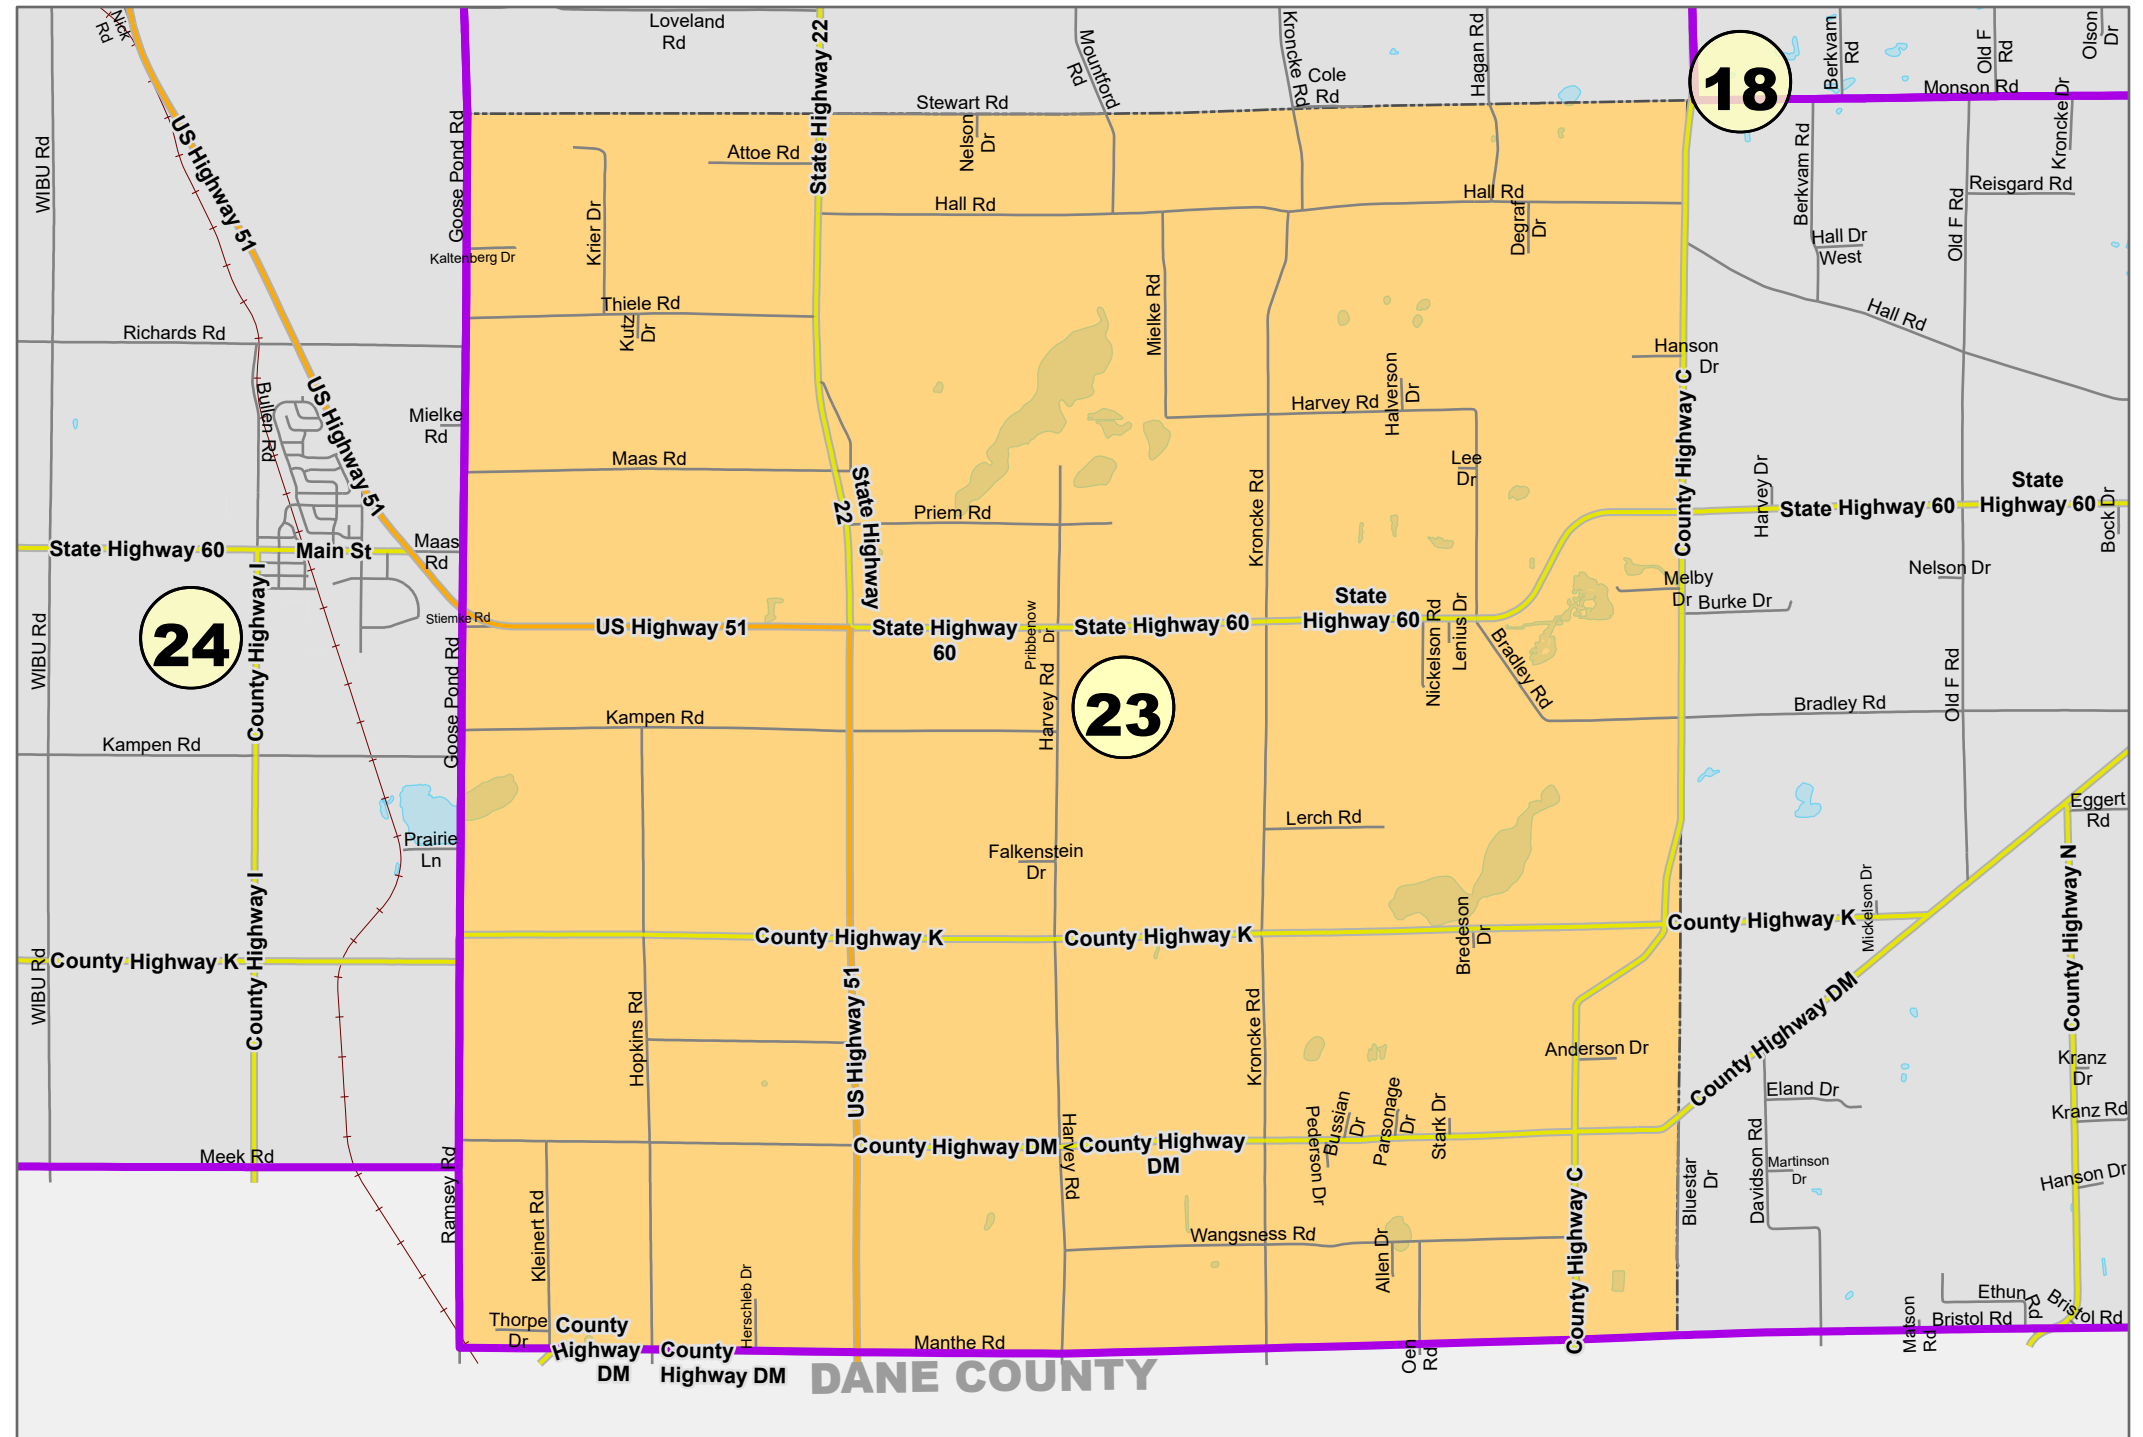 Nick
Rd
Loveland
Rd
State Highway 22
Mountford
Rd
Kroncke Rd
Cole
Rd
Hagan Rd
18
Berkvam
Rd
Old F
Rd
Olson
Dr
Monson Rd
WIBU Rd
US Highway 51
Goose Pond Rd
Stewart Rd
Nelson
Dr
Attoe Rd
Kroncke Dr
Berkvam Rd
Reisgard Rd
Hall Rd
Hall Rd
Degraf
Dr
Old F Rd
Hall Dr
West
Krier Dr
Kaltenberg Dr
Thiele Rd
Kutz
Dr
Mielke Rd
Hall Rd
Richards Rd
Hanson
Dr
Bullen Rd
US Highway 51
Mielke
Rd
Harvey Rd
Halverson
Dr
County Highway C
Maas Rd
State Highway
22
Lee
Dr
Harvey Dr
State Highway 60
State
Highway 60
Bock Dr
Priem Rd
Kroncke Rd
State Highway 60
Main St
Maas
Rd
Nelson Dr
Melby
Dr
Burke Dr
24
County Highway I
WIBU Rd
Stiemke Rd
US Highway 51
State Highway
60
Pribbenow
Dr
State Highway 60
State
Highway 60
Nickelson Rd
Lenius Dr
Bradley Rd
Goose Pond Rd
Harvey Rd
23
Old F Rd
Bradley Rd
Kampen Rd
Kampen Rd
Prairie
Ln
Falkenstein
Dr
Lerch Rd
Eggert
Rd
County Highway N
Mickelson Dr
County Highway I
WIBU Rd
County Highway K
County Highway K
County Highway K
Bredeson
Dr
County Highway K
County Highway DM
US Highway 51
Hopkins Rd
Kroncke Rd
Anderson Dr
Kranz
Dr
Eland Dr
Kranz Rd
Meek Rd
Ramsey Rd
County Highway DM
Harvey Rd
County Highway
DM
Pederson Dr
Bussian
Dr
Parsonage
Dr
Stark Dr
County Highway C
Bluestar
Dr
Davidson Rd
Martinson
Dr
Hanson Dr
Kleinert Rd
Wangsness Rd
Allen Dr
Herschleb Dr
Thorpe
Dr
County
Highway
DM
County
Highway DM
Manthe Rd
Oen
Rd
Matson
Rd
Ethun
Rd
Bristol Rd
Bristol Rd
DANE COUNTY